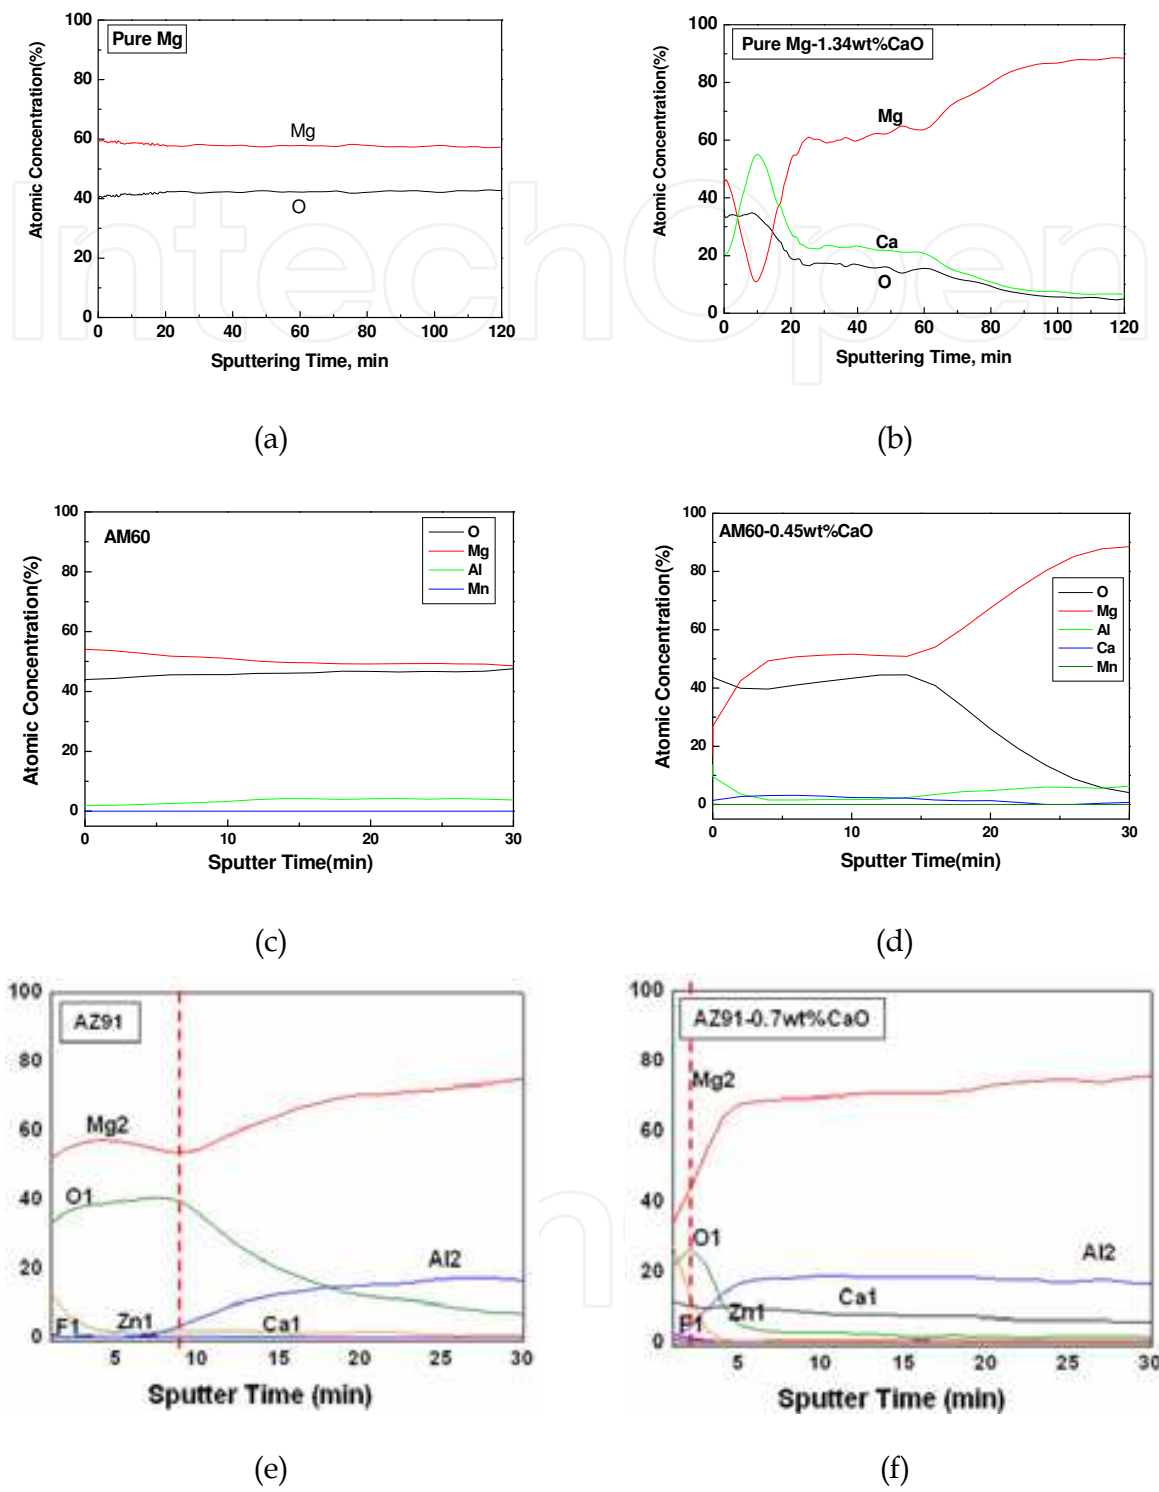 Pure Mg
Atomic Concentration(%)
100
80
60
40
20
0
Mg
O
0 20 40 60 80 100 120
Sputtering Time, min
(a)
Pure Mg-1.34wt%CaO
Atomic Concentration(%)
100
80
60
40
20
0
Mg
Ca
O
0 20 40 60 80 100 120
Sputtering Time, min
(b)
IntechOpen
AM60
Atomic Concentration(%)
100
80
60
40
20
0
O
Mg
Al
Mn
0 10 20 30
Sputter Time(min)
(c)
AM60-0.45wt%CaO
Atomic Concentration(%)
100
80
60
40
20
0
O
Mg
Al
Ca
Mn
0 10 20 30
Sputter Time(min)
(d)
AZ91
100
80
60
40
20
0
Mg2
O1
Al2
F1
Zn1
Ca1
5 10 15 20 25 30
Sputter Time (min)
(e)
AZ91-0.7wt%CaO
100
80
60
40
20
0
Mg2
O1
Al2
Ca1
F1
Zn1
5 10 15 20 25 30
Sputter Time (min)
(f)